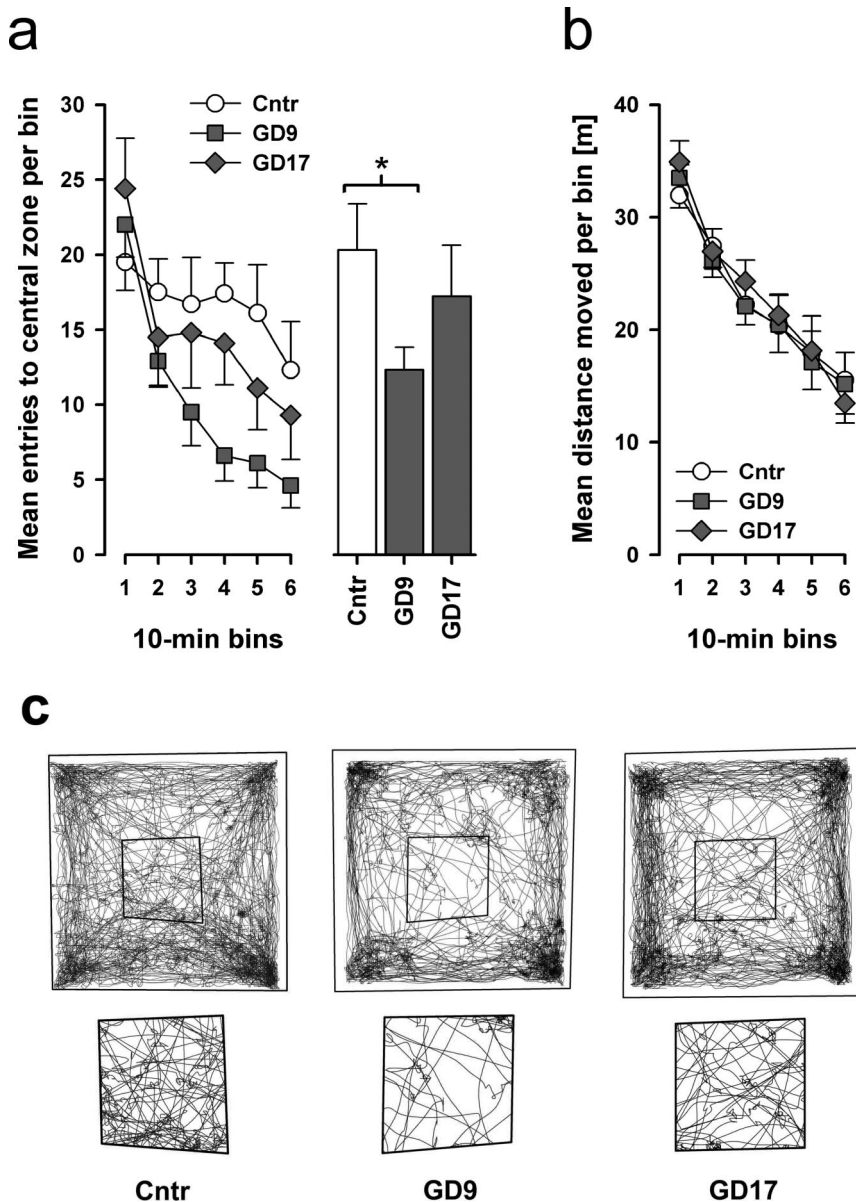 a
Mean entries to central zone per bin
30
25
20
15
10
5
0
Cntr
GD9
GD17
*
1 2 3 4 5 6
10-min bins
Cntr
GD9
GD17
b
Mean distance moved per bin [m]
40
30
20
10
0
Cntr
GD9
GD17
1 2 3 4 5 6
10-min bins
c
Cntr
GD9
GD17